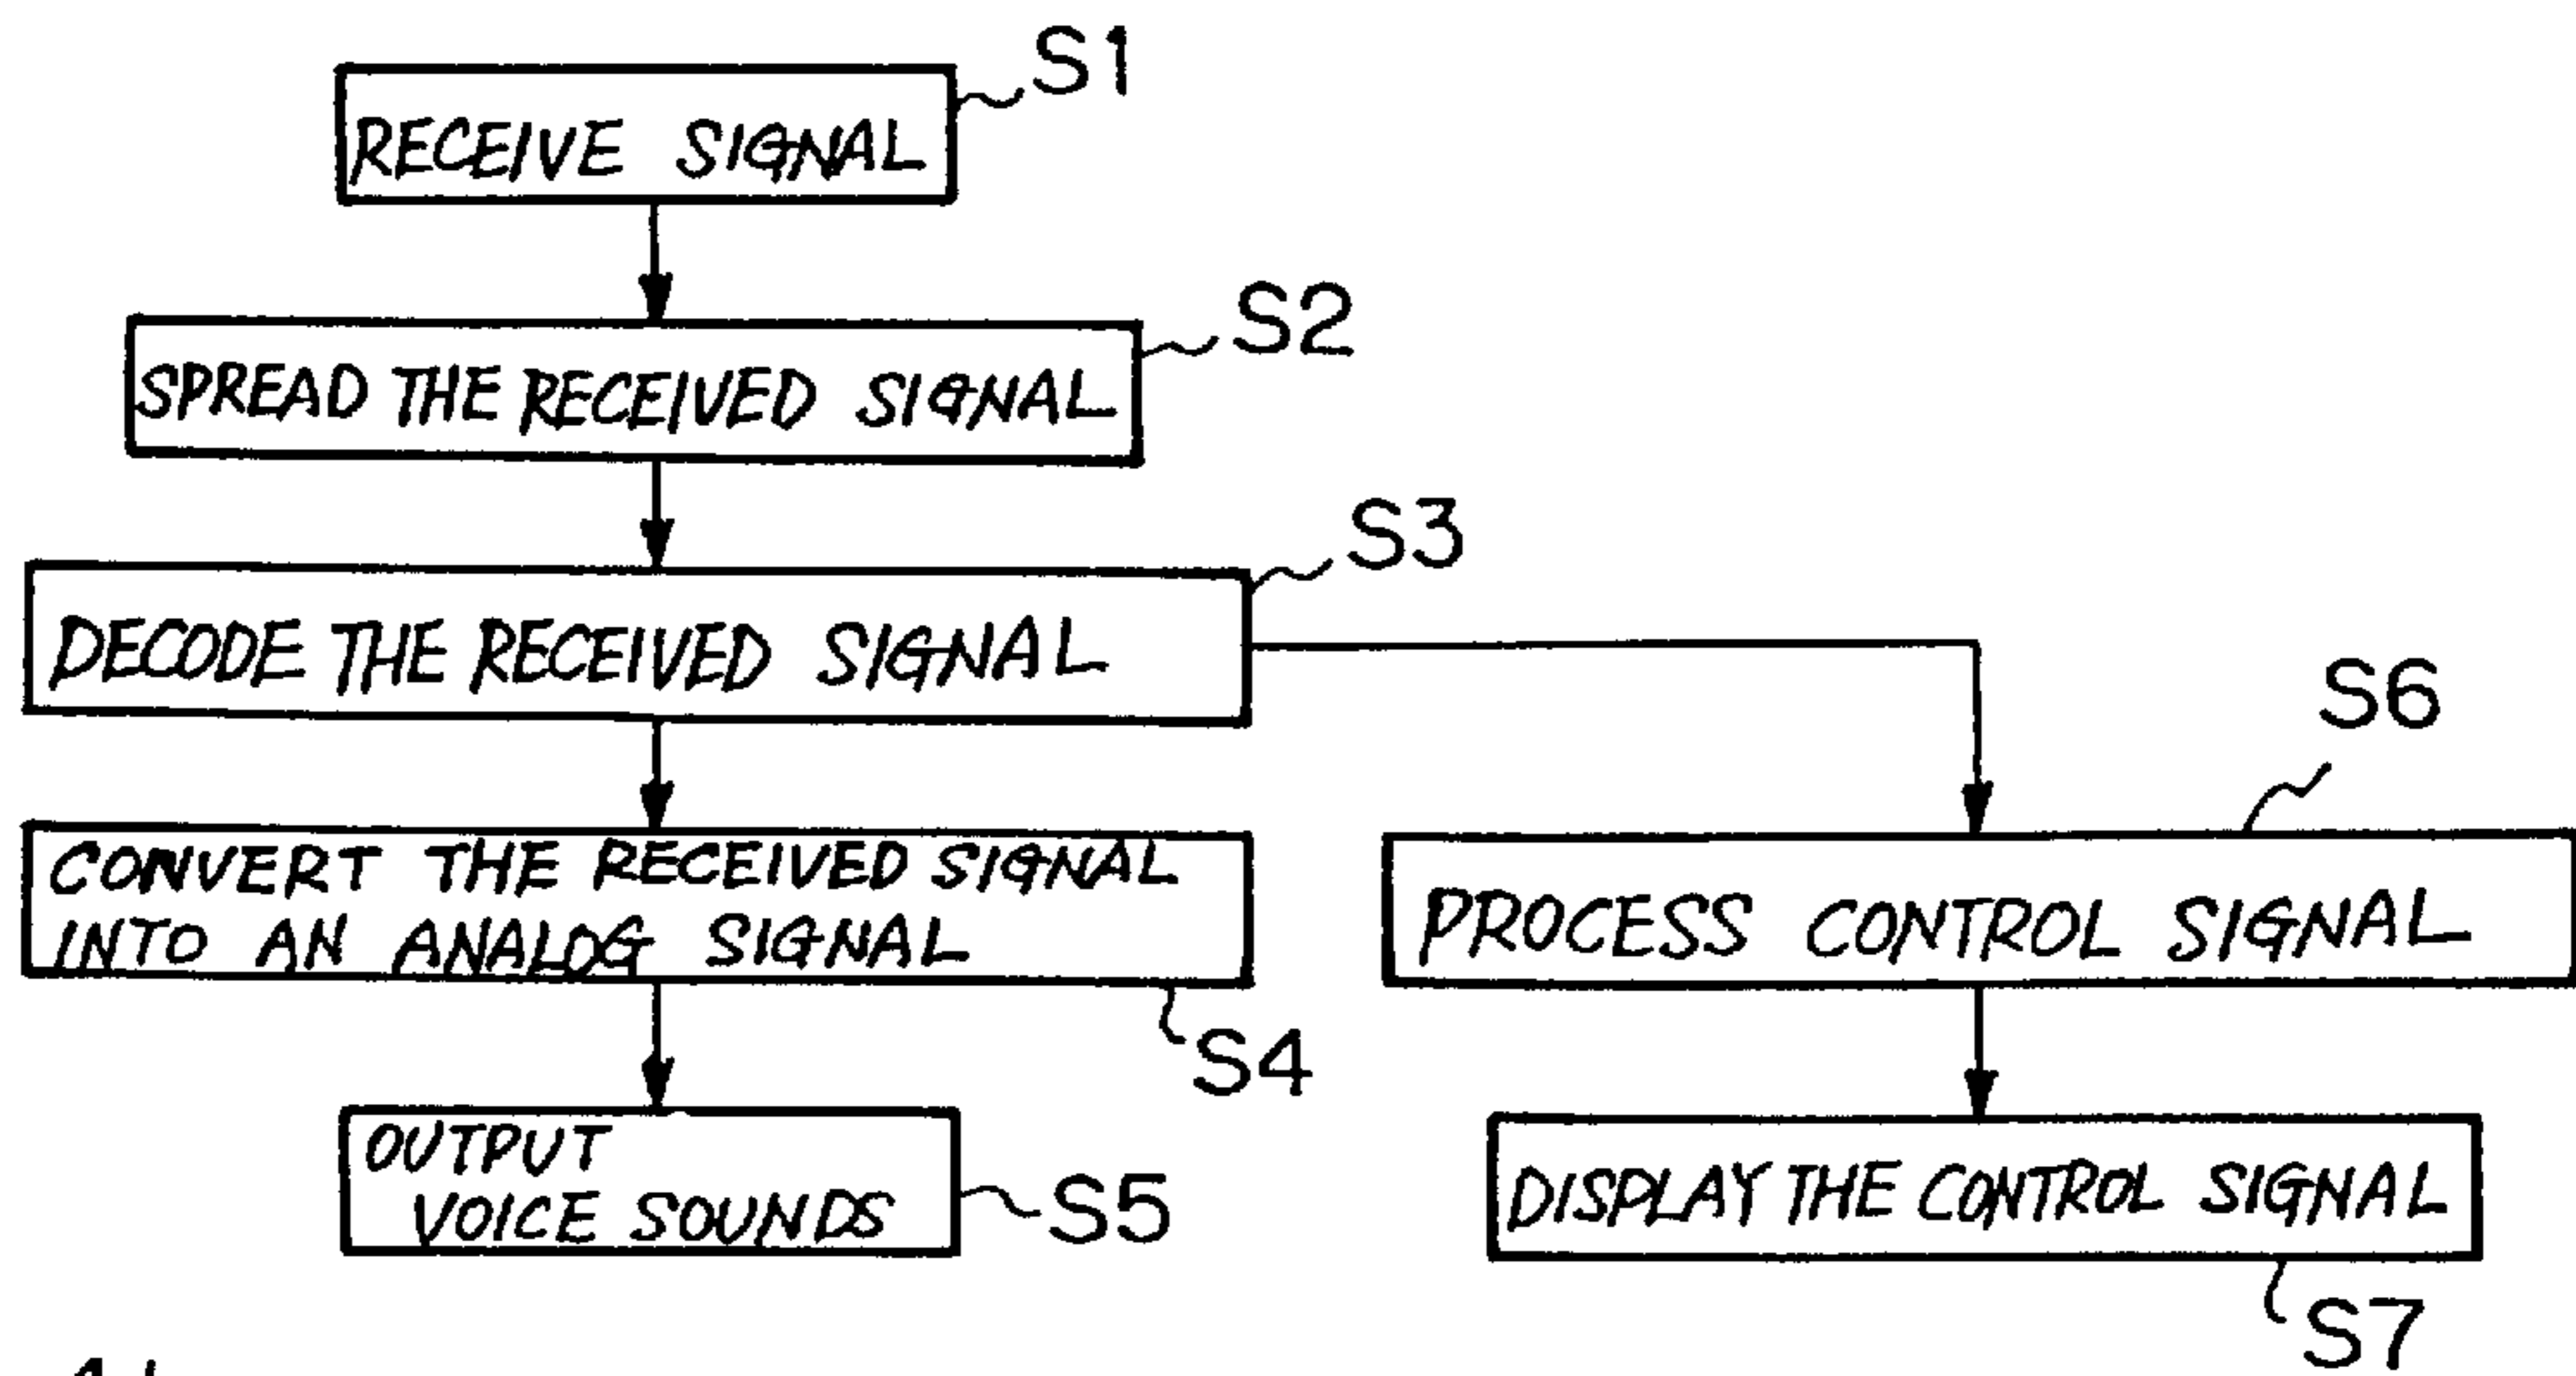 S1
RECEIVE SIGNAL
S2
SPREAD THE RECEIVED SIGNAL
S3
DECODE THE RECEIVED SIGNAL
S6
CONVERT THE RECEIVED SIGNAL
INTO AN ANALOG SIGNAL
PROCESS CONTROL SIGNAL
S4
OUTPUT
VOICE SOUNDS
S5
DISPLAY THE CONTROL SIGNAL
S7